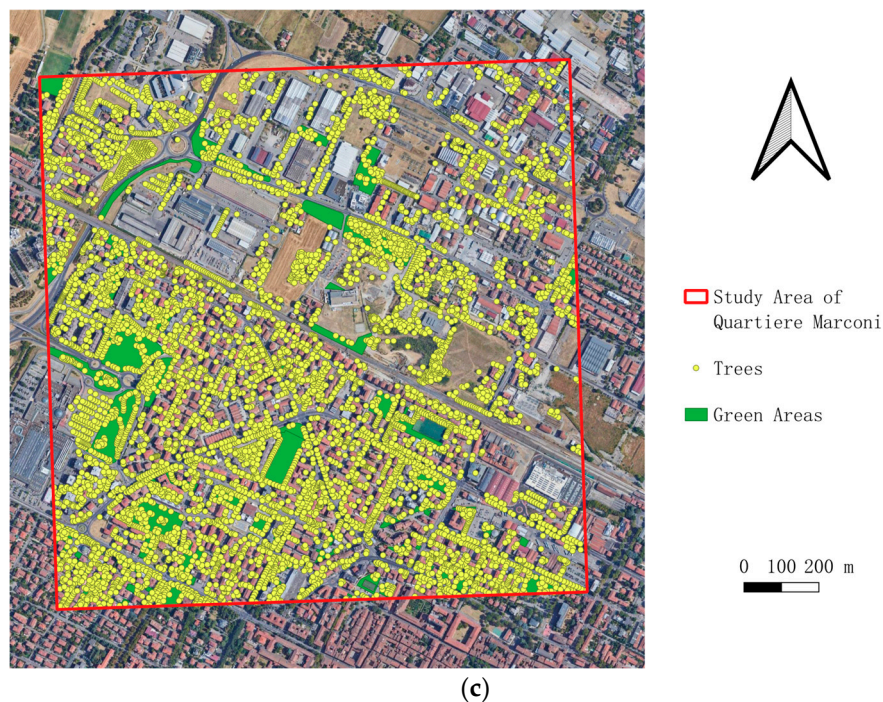 Study Area of
Quartiere Marconi
Trees
Green Areas
0 100 200 m
(c)